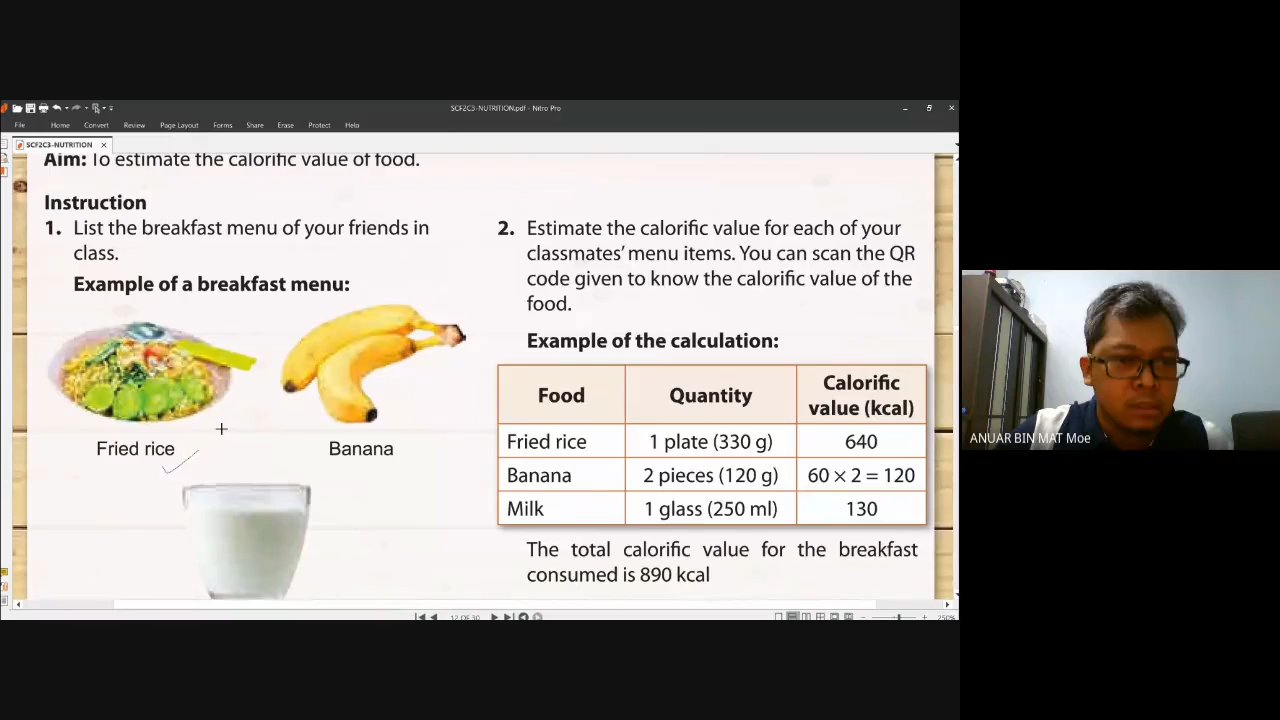 SCF2C3-NUTRITION.pdf - Nitro Pro
File Home Convert Review Page Layout Forms Share Erase Protect Help
SCF2C3-NUTRITION
Aim: To estimate the calorific value of food.
Instruction
1. List the breakfast menu of your friends in
class.
Example of a breakfast menu:
Fried rice
Banana
2. Estimate the calorific value for each of your
classmates' menu items. You can scan the QR
code given to know the calorific value of the
food.
Example of the calculation:
Food Quantity Calorific
value (kcal)
Fried rice 1 plate (330 g) 640
Banana 2 pieces (120 g) 60 × 2 = 120
Milk 1 glass (250 ml) 130
The total calorific value for the breakfast
consumed is 890 kcal
12 OF 30
250%
ANUAR BIN MAT Moe